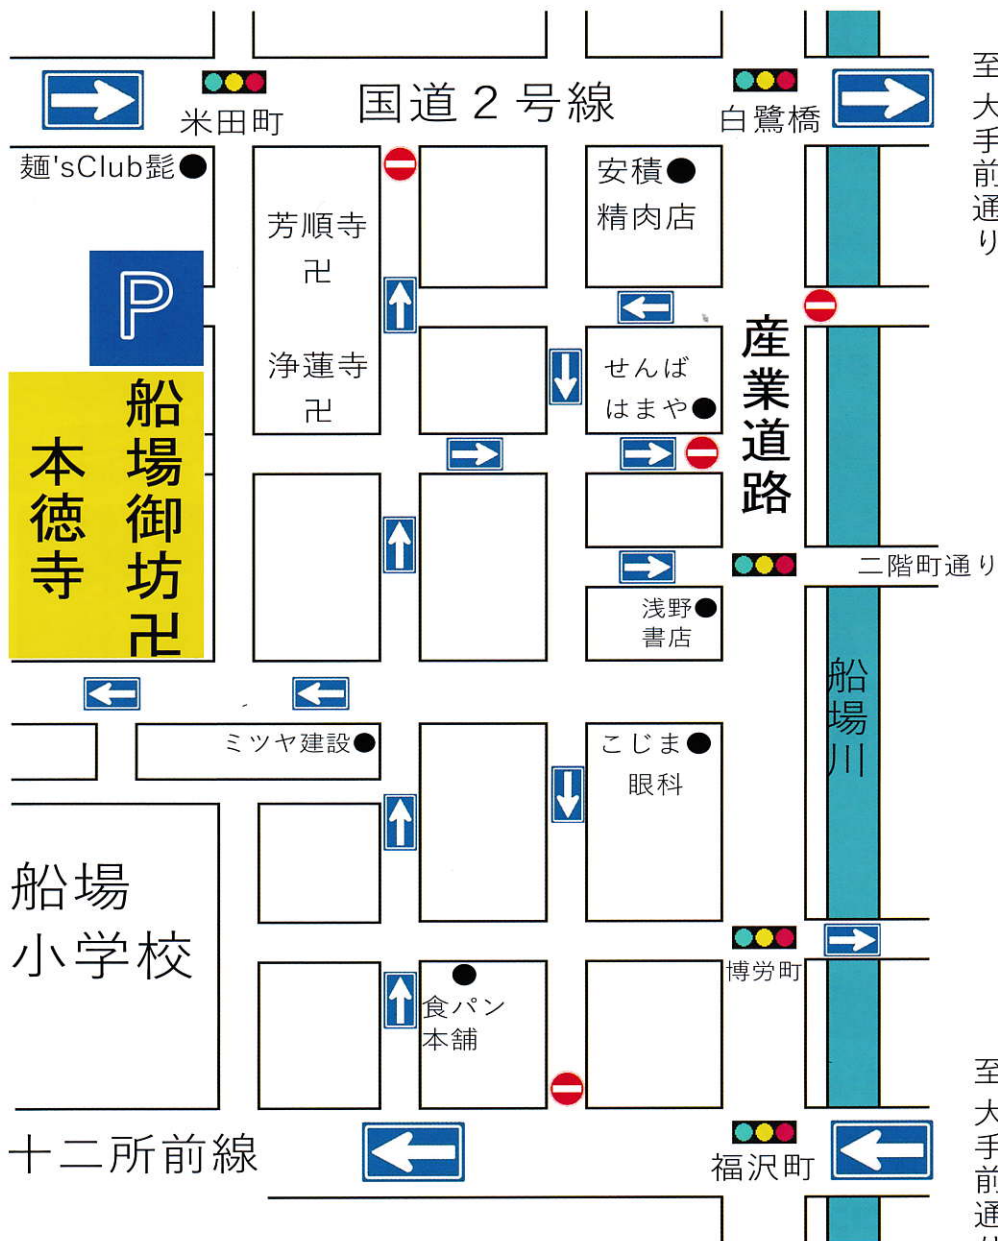 国道２号線
米田町
白鷺橋
至大手前通り
麺'sClub髭
安積
精肉店
芳順寺
卍
P
浄蓮寺
卍
せんば
はまや
産業道路
船場御坊卍
本徳寺
二階町通り
浅野
書店
船場川
ミツヤ建設
こじま
眼科
船場
小学校
博労町
食パン
本舗
至大手前通
十二所前線
福沢町